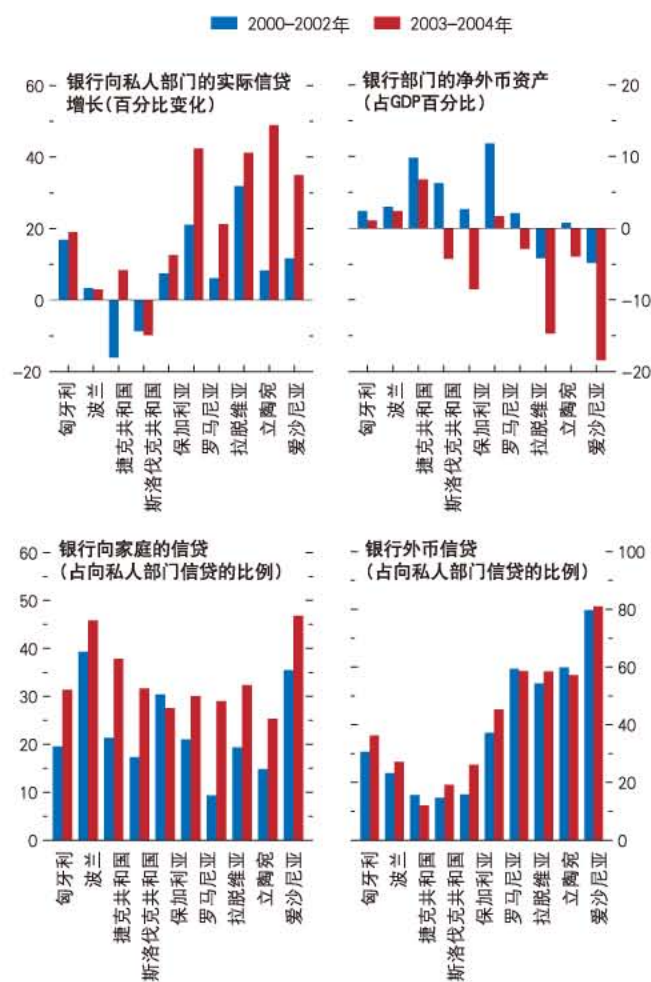 2000–2002年 2003–2004年
银行向私人部门的实际信贷
增长(百分比变化)
60
40
20
0
−20
匈牙利
波兰
捷克共和国
斯洛伐克共和国
保加利亚
罗马尼亚
拉脱维亚
立陶宛
爱沙尼亚
银行部门的净外币资产
(占GDP百分比)
20
10
0
−10
−20
匈牙利
波兰
捷克共和国
斯洛伐克共和国
保加利亚
罗马尼亚
拉脱维亚
立陶宛
爱沙尼亚
银行向家庭的信贷
(占向私人部门信贷的比例)
60
50
40
30
20
10
0
匈牙利
波兰
捷克共和国
斯洛伐克共和国
保加利亚
罗马尼亚
拉脱维亚
立陶宛
爱沙尼亚
银行外币信贷
(占向私人部门信贷的比例)
100
80
60
40
20
0
匈牙利
波兰
捷克共和国
斯洛伐克共和国
保加利亚
罗马尼亚
拉脱维亚
立陶宛
爱沙尼亚